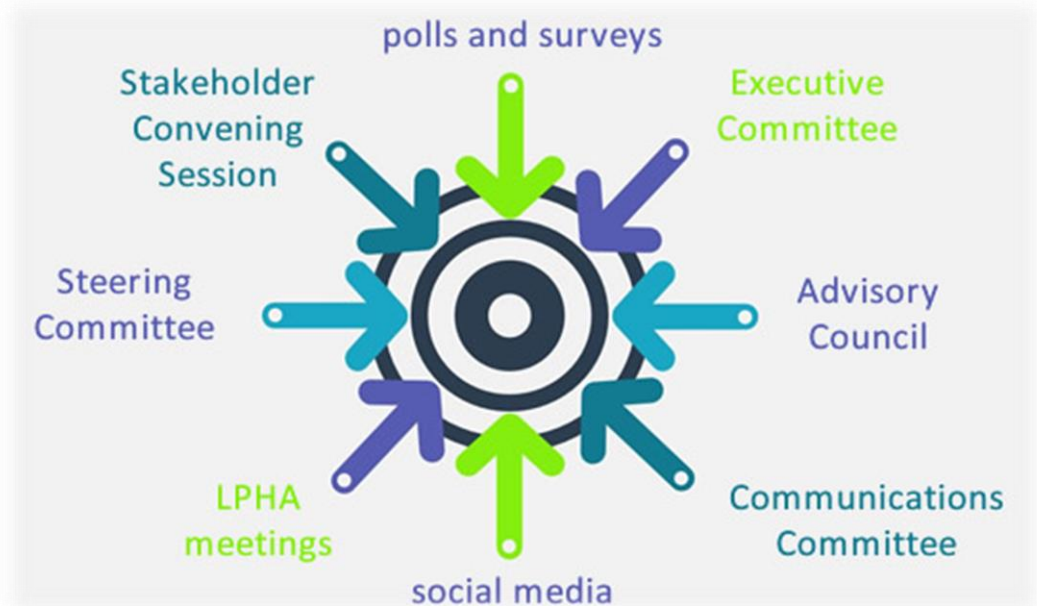 polls and surveys
Stakeholder
Convening
Session
Executive
Committee
Steering
Committee
Advisory
Council
LPHA
meetings
Communications
Committee
social media